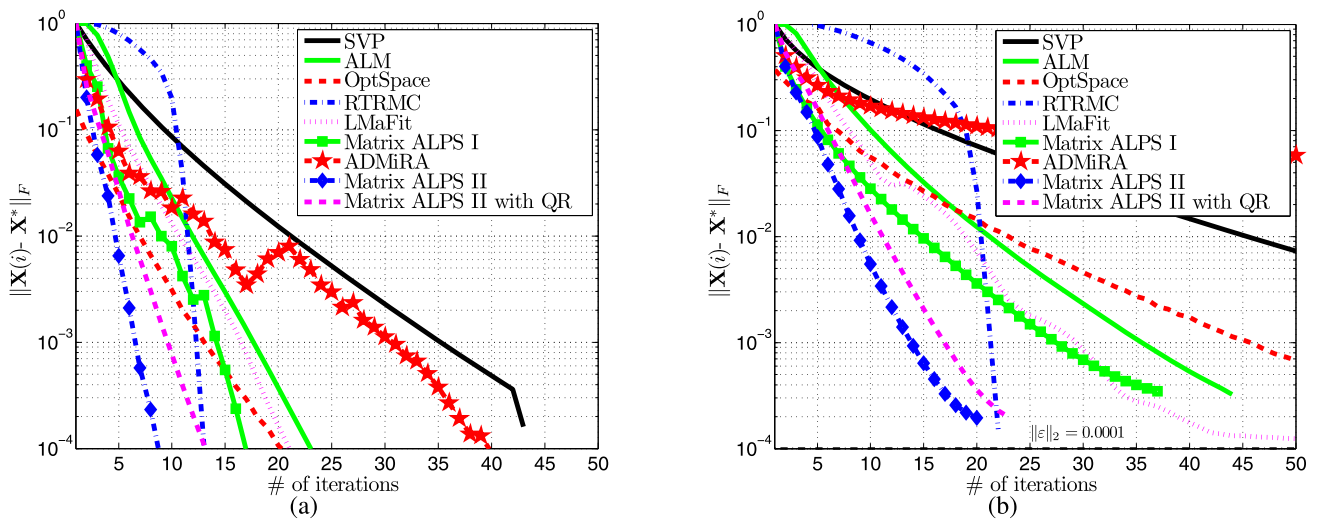 10^0
10^-1
10^-2
10^-3
10^-4
‖X(i)- X*‖_F
5 10 15 20 25 30 35 40 45 50
# of iterations
SVP
ALM
OptSpace
RTRMC
LMaFit
Matrix ALPS I
ADMiRA
Matrix ALPS II
Matrix ALPS II with QR
(a)
10^0
10^-1
10^-2
10^-3
10^-4
‖X(i)- X*‖_F
5 10 15 20 25 30 35 40 45 50
# of iterations
SVP
ALM
OptSpace
RTRMC
LMaFit
Matrix ALPS I
ADMiRA
Matrix ALPS II
Matrix ALPS II with QR
‖ε‖_2 = 0.0001
(b)